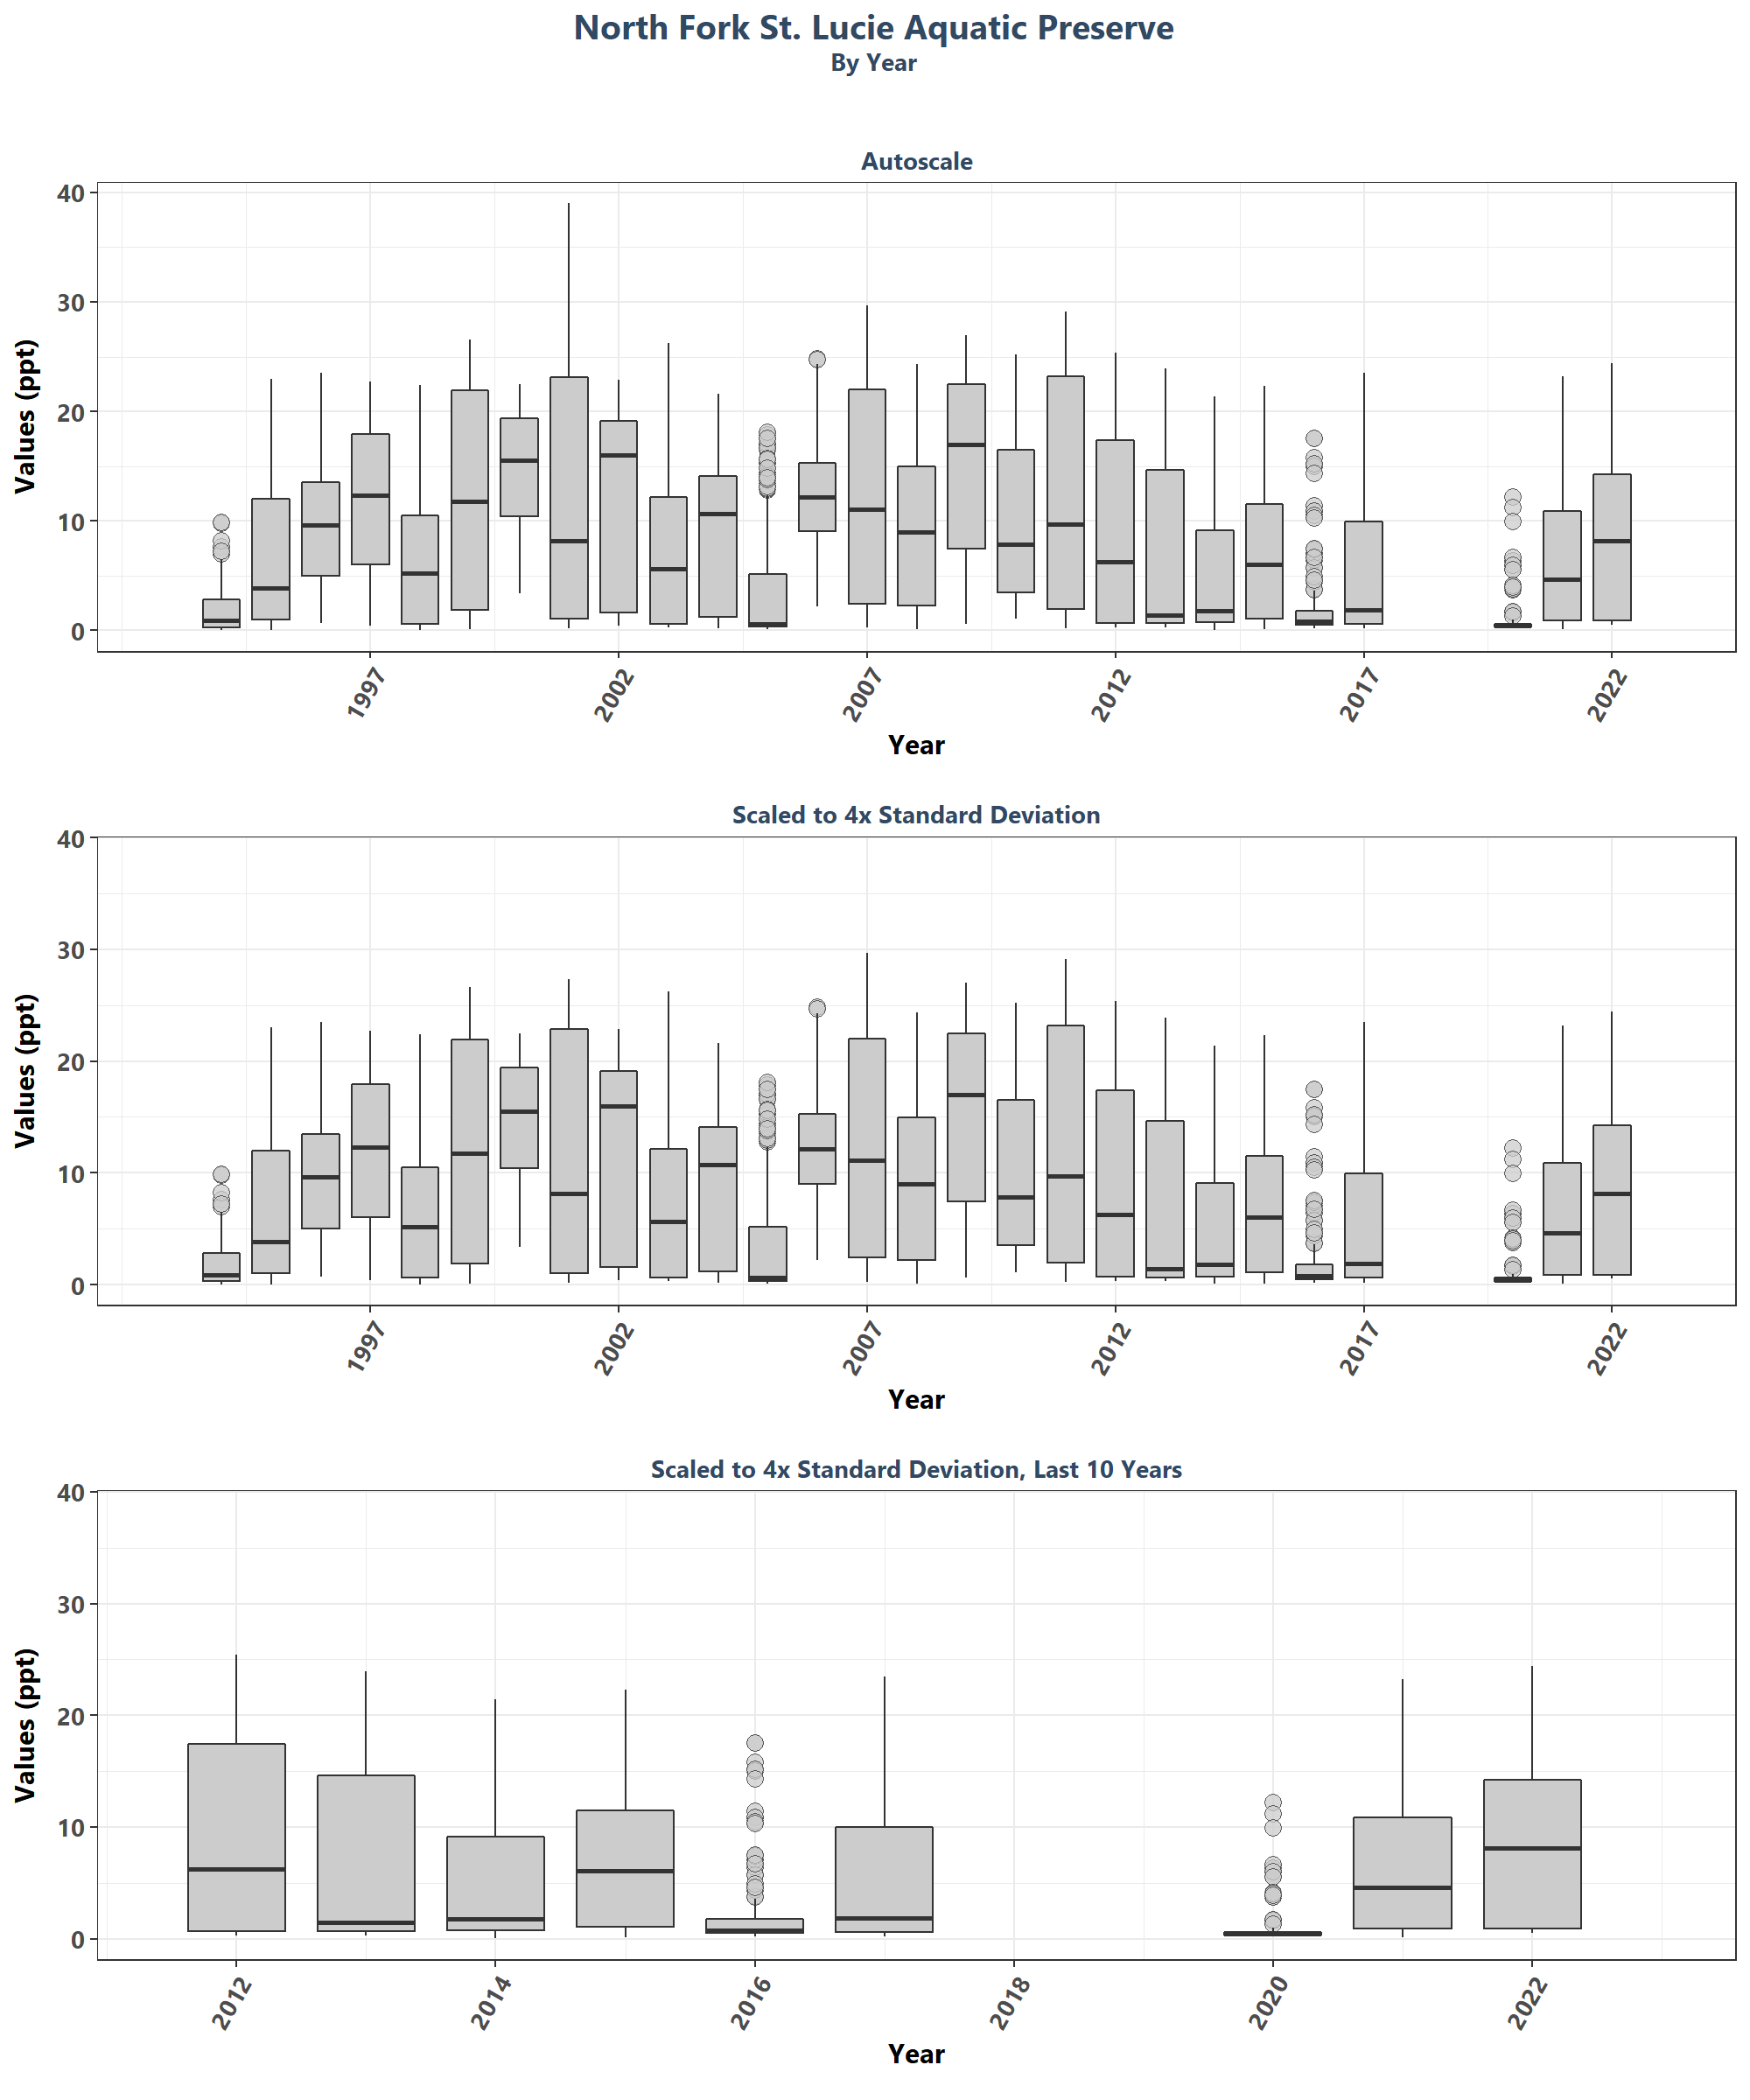 North Fork St. Lucie Aquatic Preserve
By Year
Autoscale
Values (ppt)
40
30
20
10
0
1997 2002 2007 2012 2017 2022
Year
Scaled to 4x Standard Deviation
Values (ppt)
40
30
20
10
0
1997 2002 2007 2012 2017 2022
Year
Scaled to 4x Standard Deviation, Last 10 Years
Values (ppt)
40
30
20
10
0
2012 2014 2016 2018 2020 2022
Year